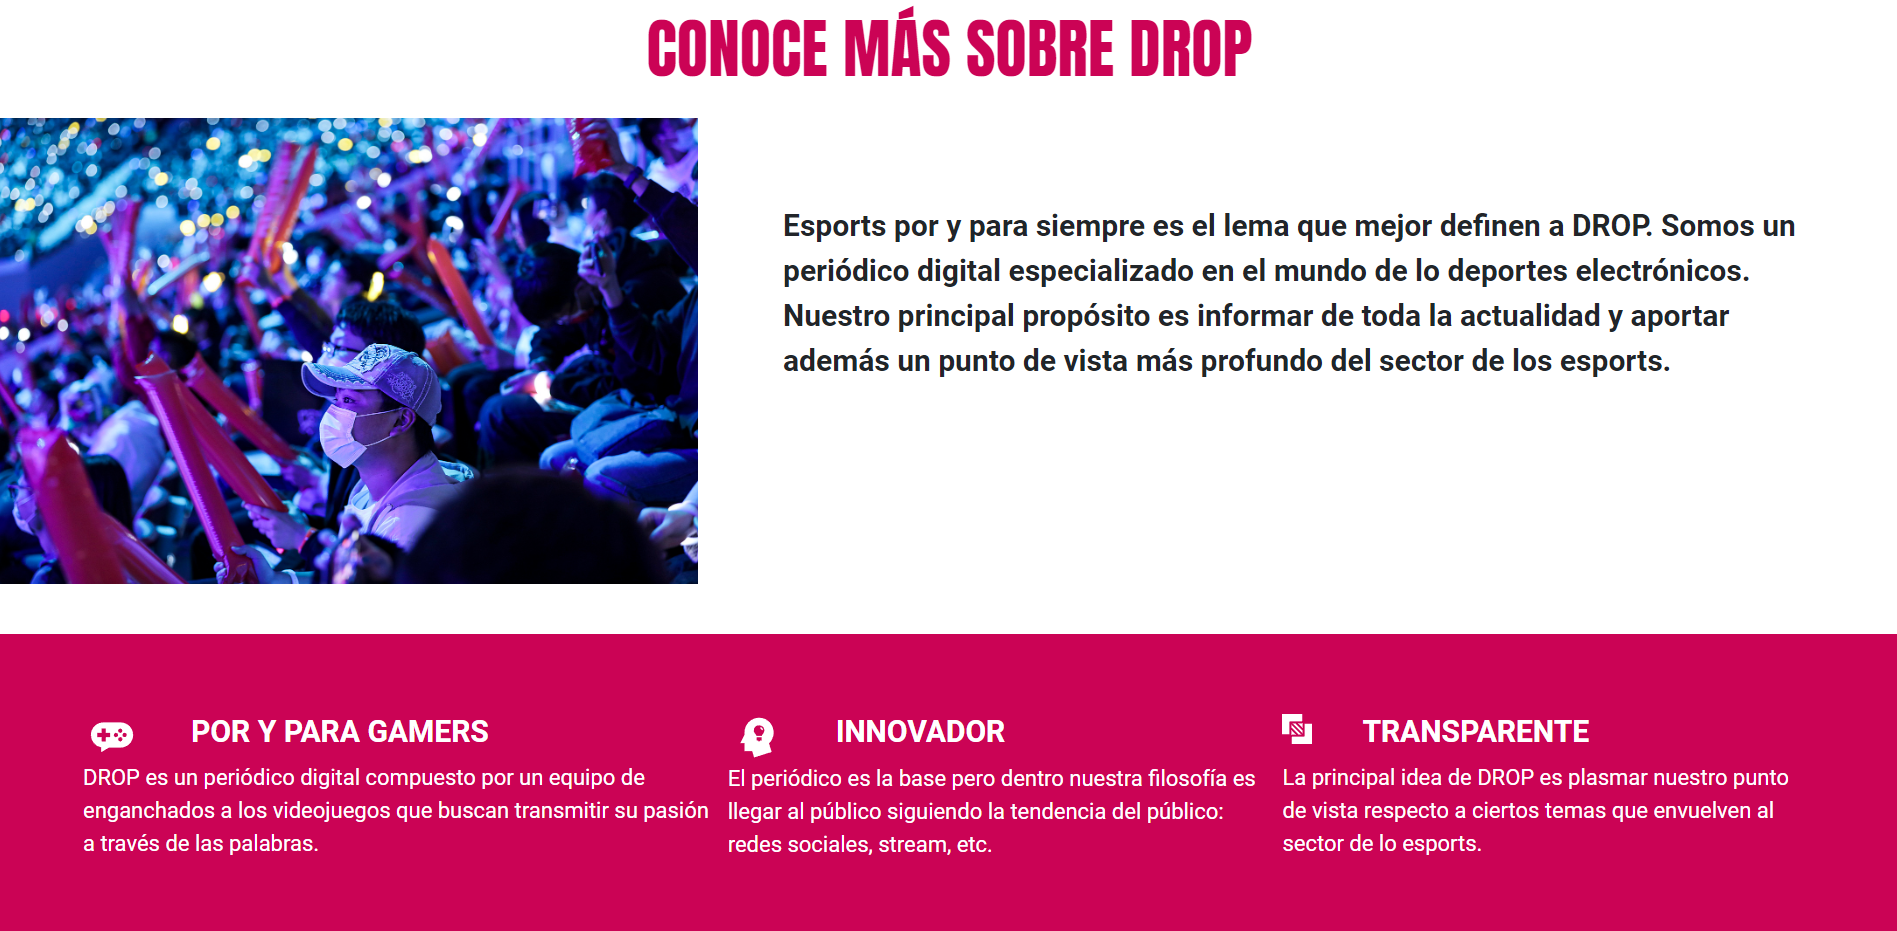 CONOCE MÁS SOBRE DROP
Esports por y para siempre es el lema que mejor definen a DROP. Somos un
periódico digital especializado en el mundo de lo deportes electrónicos.
Nuestro principal propósito es informar de toda la actualidad y aportar
además un punto de vista más profundo del sector de los esports.
POR Y PARA GAMERS
DROP es un periódico digital compuesto por un equipo de
enganchados a los videojuegos que buscan transmitir su pasión
a través de las palabras.
INNOVADOR
El periódico es la base pero dentro nuestra filosofía es
llegar al público siguiendo la tendencia del público:
redes sociales, stream, etc.
TRANSPARENTE
La principal idea de DROP es plasmar nuestro punto
de vista respecto a ciertos temas que envuelven al
sector de lo esports.